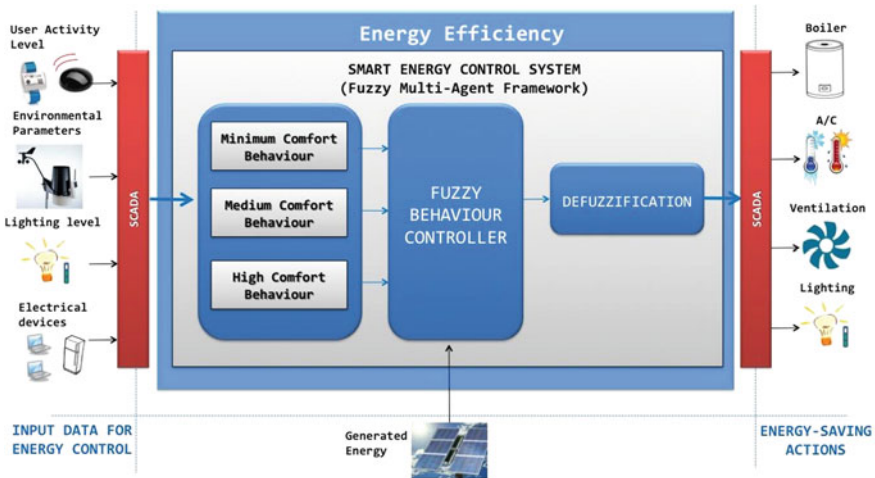 User Activity
Level
Environmental
Parameters
Lighting level
Electrical
devices
SCADA
Energy Efficiency
SMART ENERGY CONTROL SYSTEM
(Fuzzy Multi-Agent Framework)
Minimum Comfort
Behaviour
Medium Comfort
Behaviour
High Comfort
Behaviour
FUZZY
BEHAVIOUR
CONTROLLER
DEFUZZIFICATION
SCADA
Boiler
A/C
Ventilation
Lighting
INPUT DATA FOR
ENERGY CONTROL
Generated
Energy
ENERGY-SAVING
ACTIONS